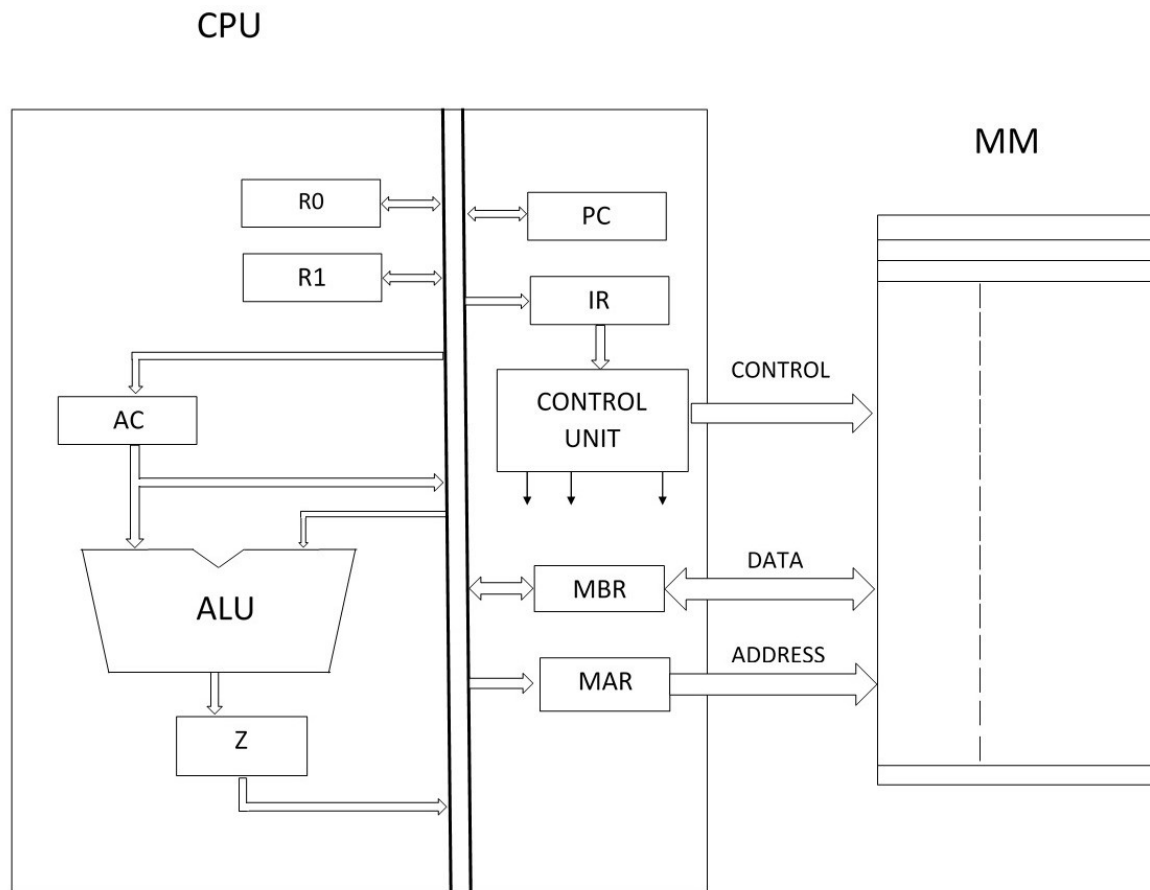 CPU
MM
R0
PC
R1
IR
CONTROL
AC
CONTROL
UNIT
DATA
MBR
ALU
ADDRESS
MAR
Z